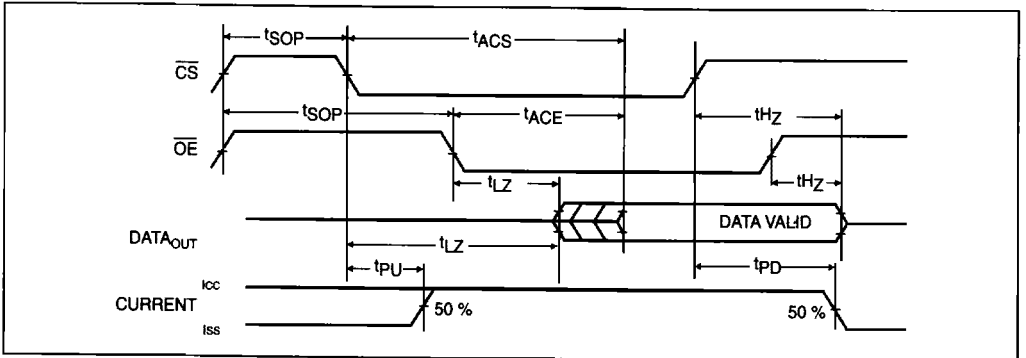 tSOP tACS
CS
tSOP tACE tHZ
OE
tLZ tHZ
DATAOUT DATA VALID
tLZ
tPU tPD
ICC
CURRENT 50 % 50 %
ISS